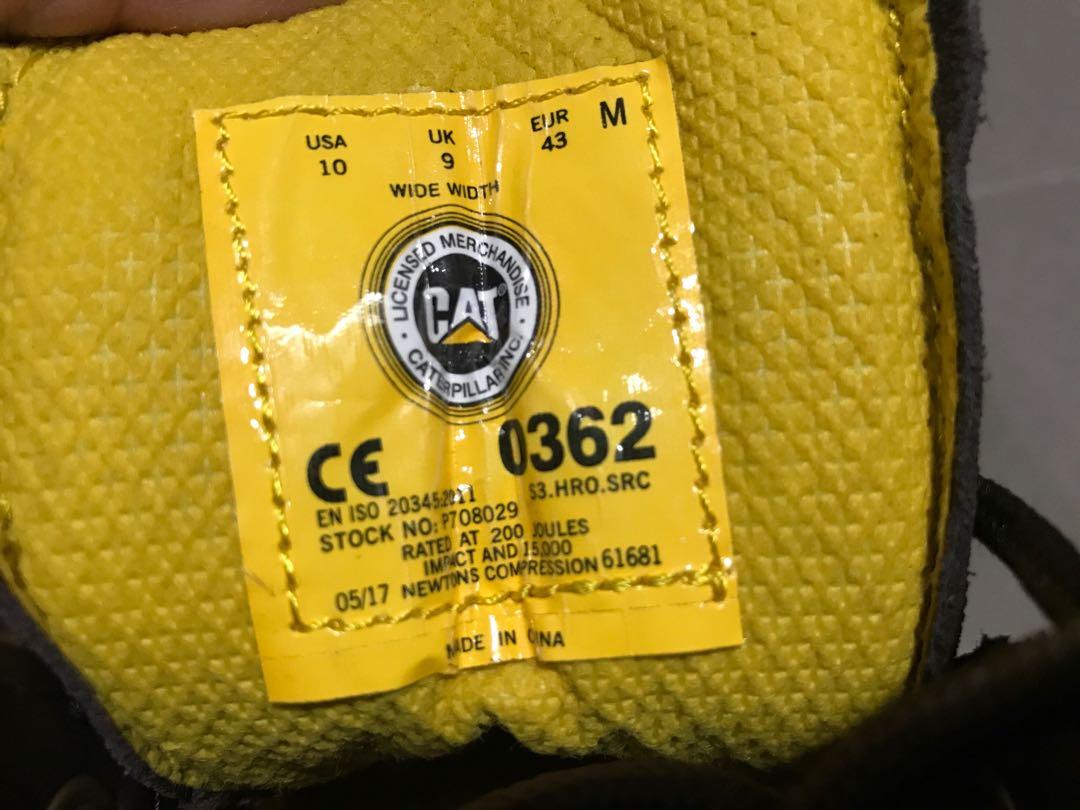 USA UK EUR M
10 9 43
WIDE WIDTH
LICENSED MERCHANDISE
CAT®
CATERPILLAR INC.
CE 0362
EN ISO 20345:2011 S3.HRO.SRC
STOCK NO: P708029
RATED AT 200 JOULES
IMPACT AND 15,000
05/17 NEWTONS COMPRESSION 61681
MADE IN CHINA